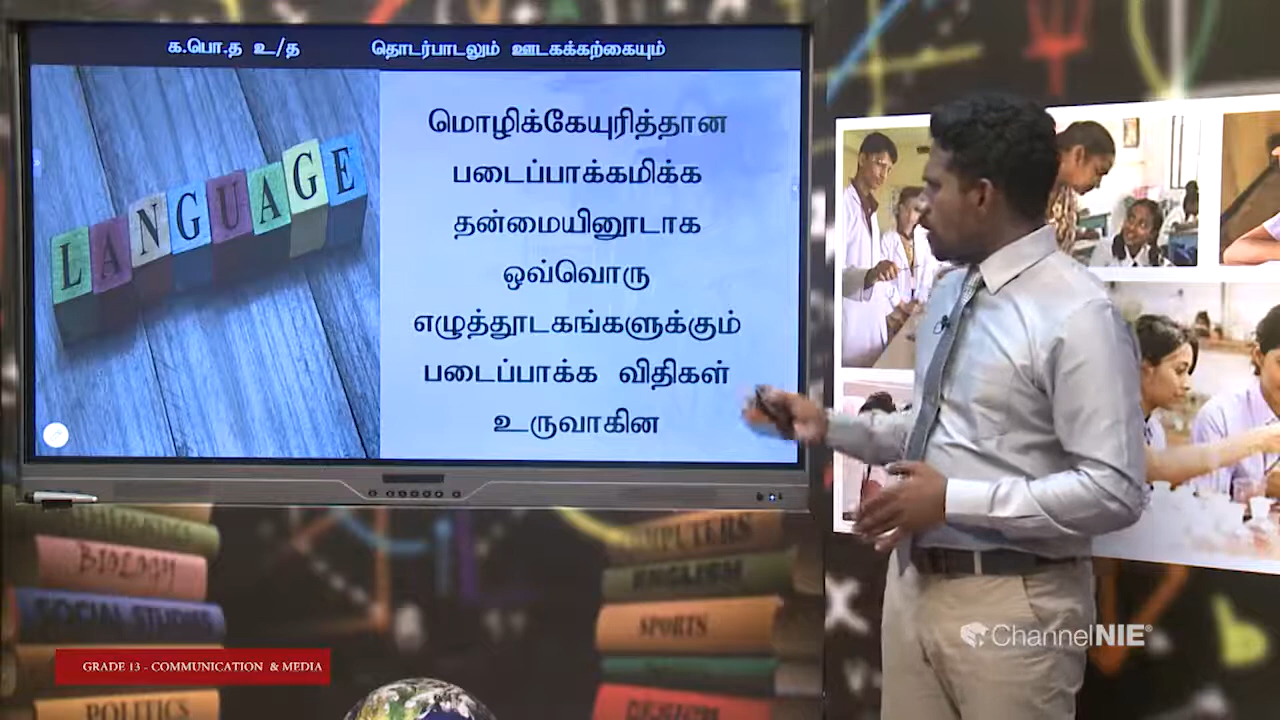 க.பொ.த உ/த தொடர்பாடலும் ஊடகக்கற்கையும்
LANGUAGE
மொழிக்கேயுரித்தான
படைப்பாக்கமிக்க
தன்மையினூடாக
ஒவ்வொரு
எழுத்தூடகங்களுக்கும்
படைப்பாக்க விதிகள்
உருவாகின
BIOLOGY
SOCIAL STUDIES
POLITICS
COMPUTERS
ENGLISH
SPORTS
GRADE 13 - COMMUNICATION & MEDIA
ChannelNIE®